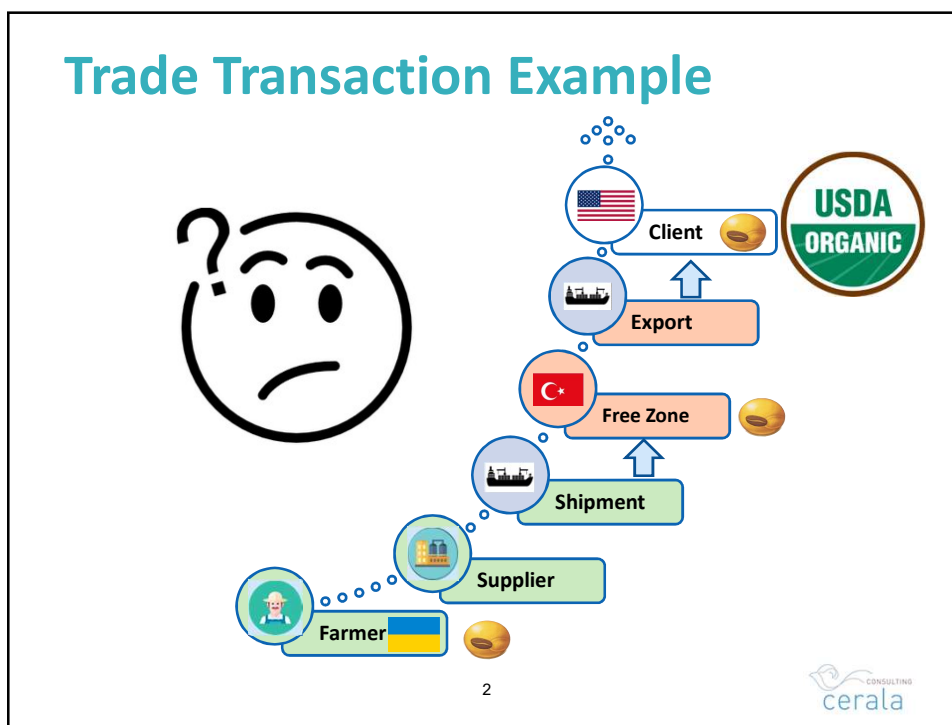 Trade Transaction Example
?
USDA
ORGANIC
Client
Export
Free Zone
Shipment
Supplier
Farmer
2
CONSULTING
cerala